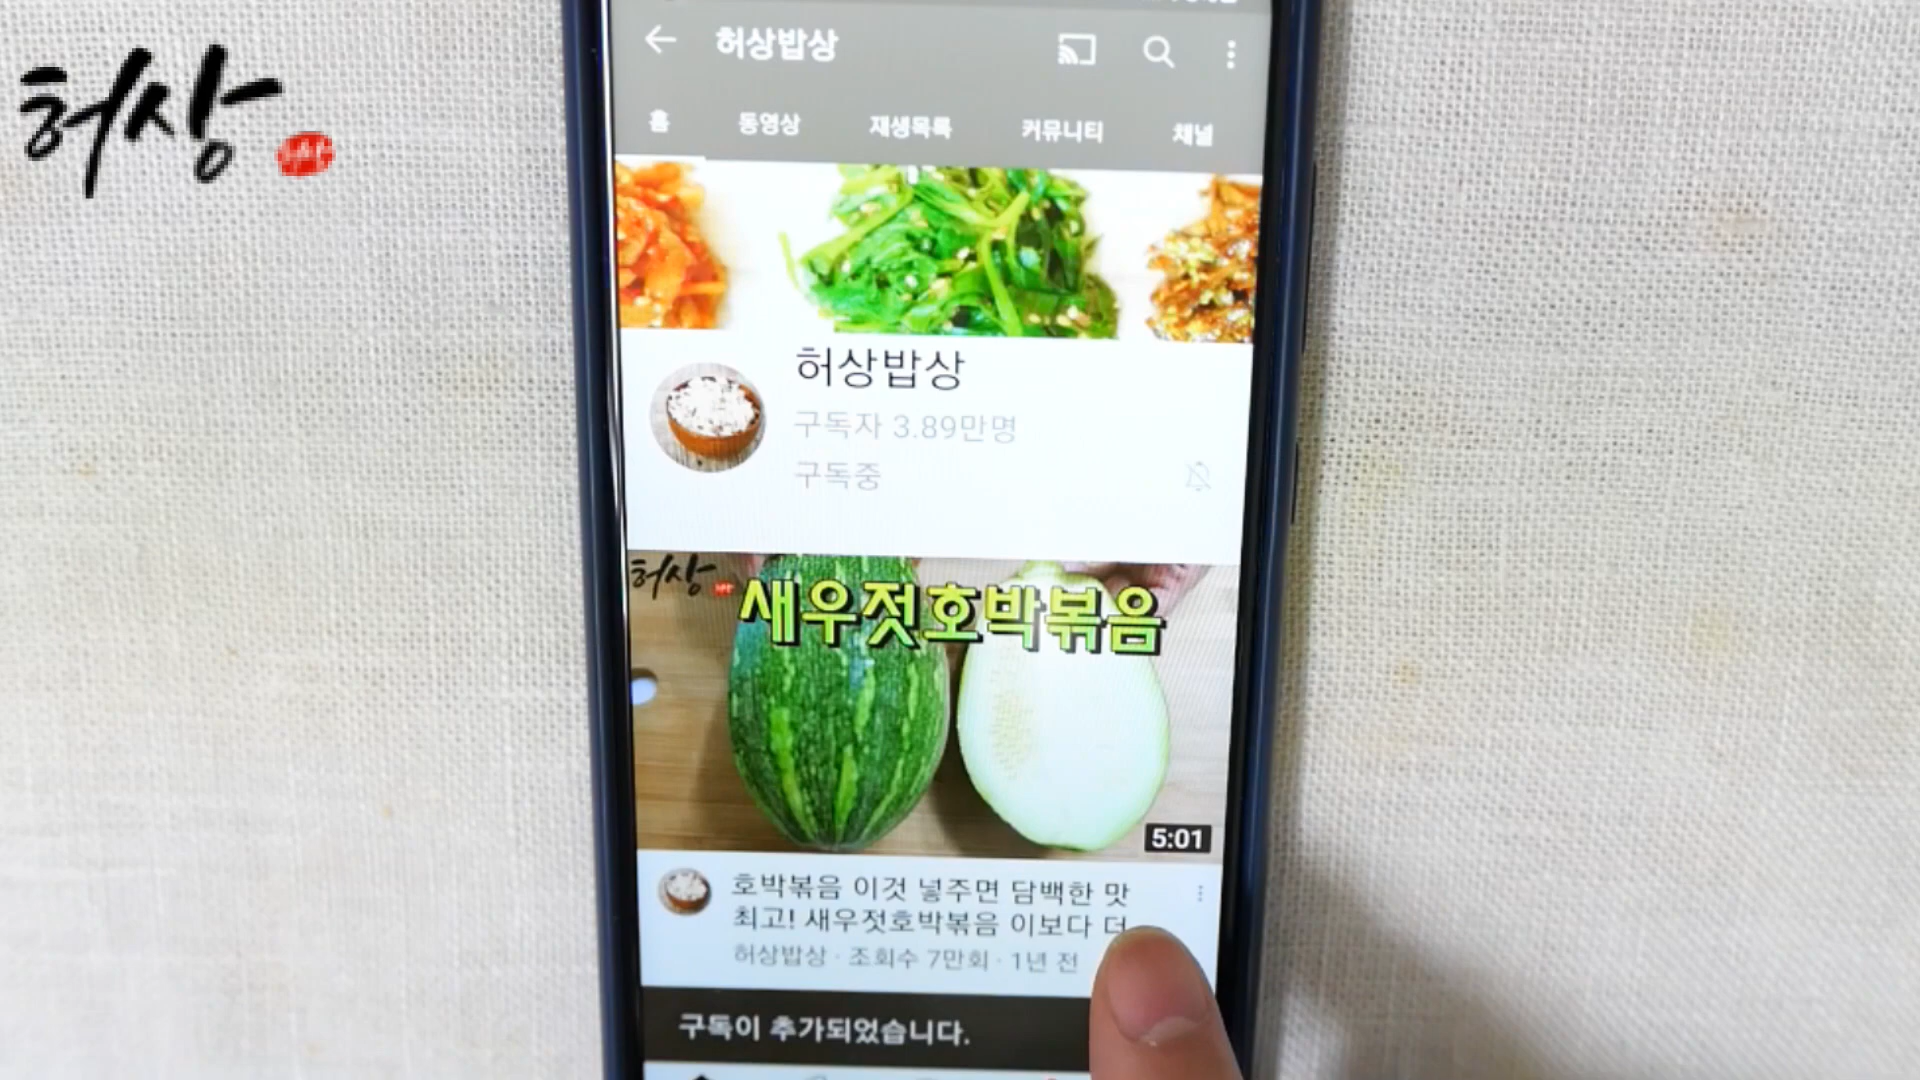 허상
허상밥상
홈 동영상 재생목록 커뮤니티 채널
허상밥상
구독자 3.89만명
구독중
허상
새우젓호박볶음
5:01
호박볶음 이것 넣주면 담백한 맛
최고! 새우젓호박볶음 이보다 더
허상밥상 · 조회수 7만회 · 1년 전
구독이 추가되었습니다.